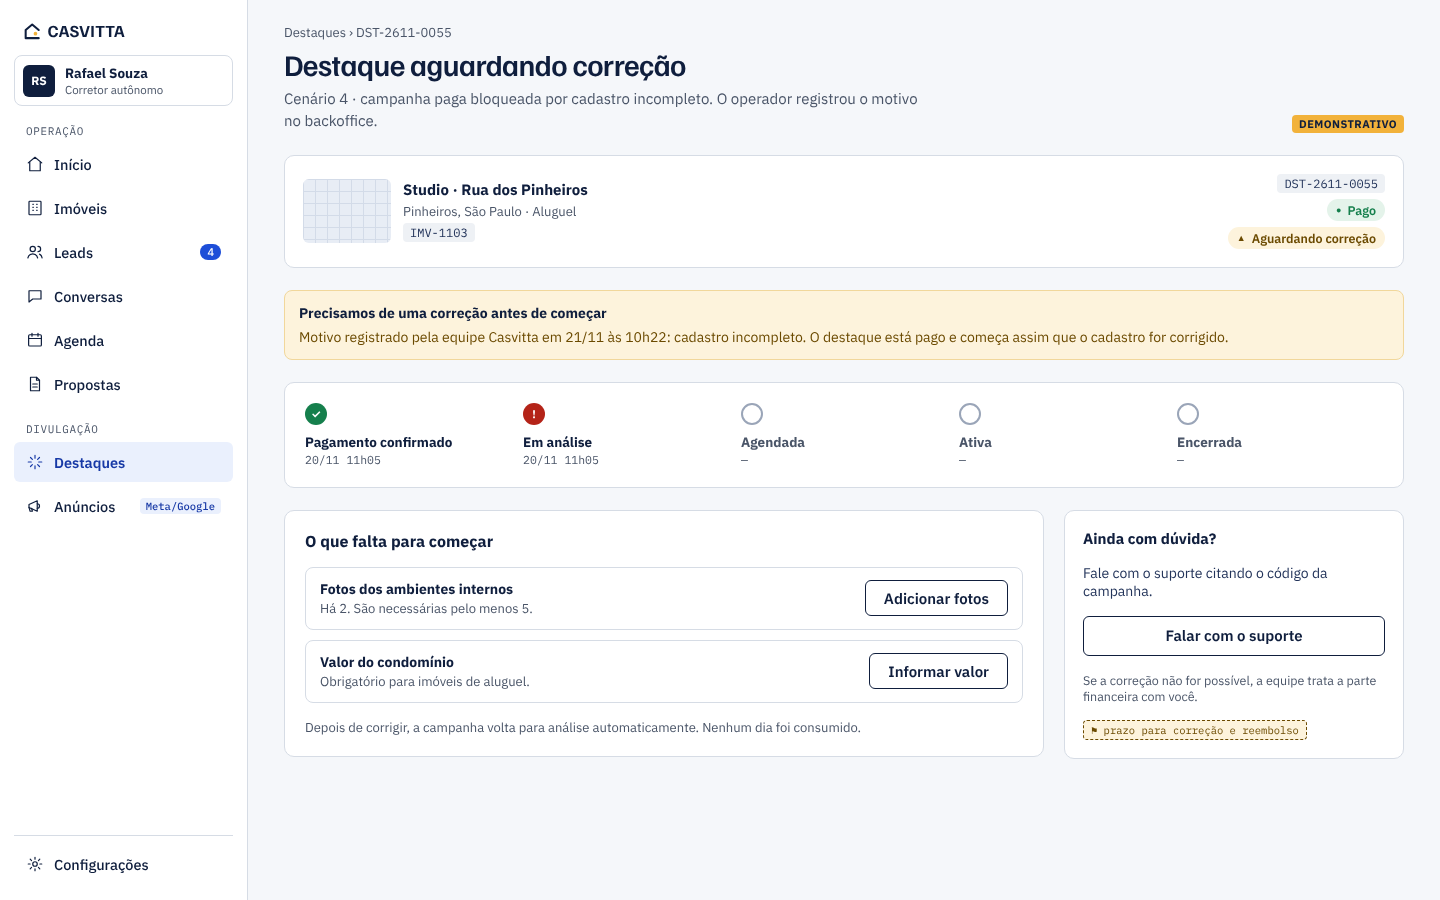 CASVITTA
RS
Rafael Souza
Corretor autônomo
OPERAÇÃO
Início
Imóveis
Leads
4
Conversas
Agenda
Propostas
DIVULGAÇÃO
Destaques
Anúncios
Meta/Google
Configurações
Destaques › DST-2611-0055
Destaque aguardando correção
Cenário 4 · campanha paga bloqueada por cadastro incompleto. O operador registrou o motivo
no backoffice.
DEMONSTRATIVO
Studio · Rua dos Pinheiros
Pinheiros, São Paulo · Aluguel
IMV-1103
DST-2611-0055
• Pago
▲ Aguardando correção
Precisamos de uma correção antes de começar
Motivo registrado pela equipe Casvitta em 21/11 às 10h22: cadastro incompleto. O destaque está pago e começa assim que o cadastro for corrigido.
Pagamento confirmado
20/11 11h05
!
Em análise
20/11 11h05
Agendada
—
Ativa
—
Encerrada
—
O que falta para começar
Fotos dos ambientes internos
Há 2. São necessárias pelo menos 5.
Adicionar fotos
Valor do condomínio
Obrigatório para imóveis de aluguel.
Informar valor
Depois de corrigir, a campanha volta para análise automaticamente. Nenhum dia foi consumido.
Ainda com dúvida?
Fale com o suporte citando o código da
campanha.
Falar com o suporte
Se a correção não for possível, a equipe trata a parte
financeira com você.
⚑ prazo para correção e reembolso